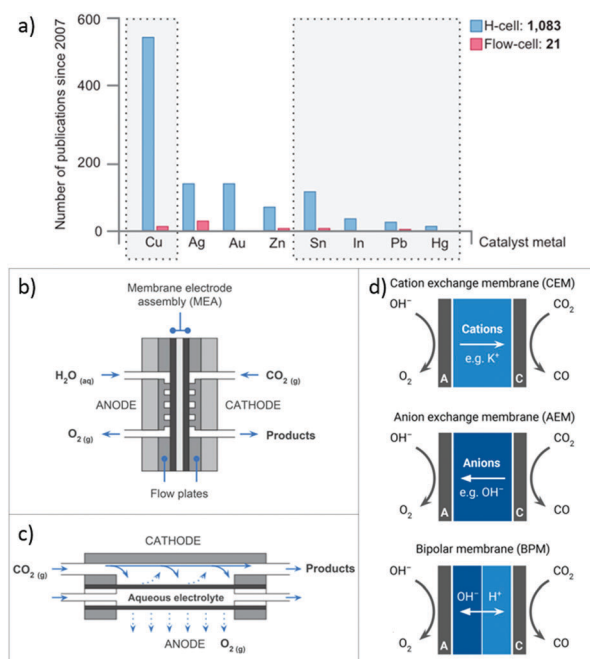 a)
Number of publications since 2007
600
400
200
0
H-cell: 1,083
Flow-cell: 21
Cu Ag Au Zn Sn In Pb Hg Catalyst metal
b)
Membrane electrode
assembly (MEA)
H₂O (aq) CO₂ (g)
ANODE CATHODE
O₂ (g) Products
Flow plates
c)
CATHODE
CO₂ (g) Products
Aqueous electrolyte
ANODE O₂ (g)
d)
Cation exchange membrane (CEM)
OH⁻ CO₂
Cations
e.g. K⁺
A C
O₂ CO
Anion exchange membrane (AEM)
OH⁻ CO₂
Anions
e.g. OH⁻
A C
O₂ CO
Bipolar membrane (BPM)
OH⁻ CO₂
OH⁻ H⁺
A C
O₂ CO